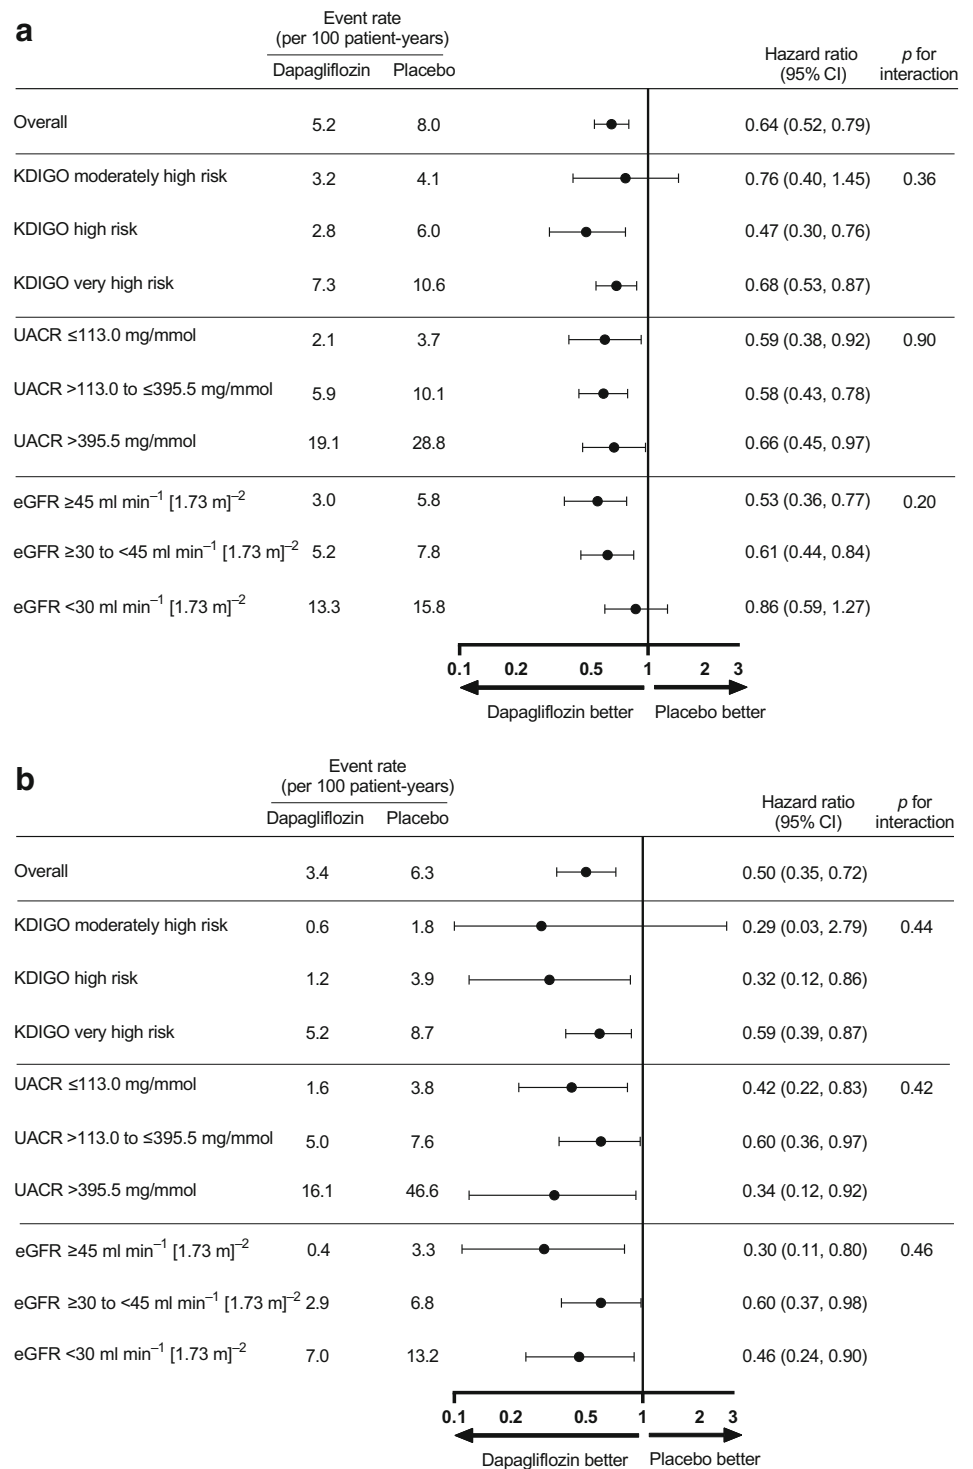 a
Event rate
(per 100 patient-years)
Dapagliflozin Placebo
Hazard ratio
(95% CI)
p for
interaction
Overall 5.2 8.0 0.64 (0.52, 0.79)
KDIGO moderately high risk 3.2 4.1 0.76 (0.40, 1.45) 0.36
KDIGO high risk 2.8 6.0 0.47 (0.30, 0.76)
KDIGO very high risk 7.3 10.6 0.68 (0.53, 0.87)
UACR ≤113.0 mg/mmol 2.1 3.7 0.59 (0.38, 0.92) 0.90
UACR >113.0 to ≤395.5 mg/mmol 5.9 10.1 0.58 (0.43, 0.78)
UACR >395.5 mg/mmol 19.1 28.8 0.66 (0.45, 0.97)
eGFR ≥45 ml min⁻¹ [1.73 m]⁻² 3.0 5.8 0.53 (0.36, 0.77) 0.20
eGFR ≥30 to <45 ml min⁻¹ [1.73 m]⁻² 5.2 7.8 0.61 (0.44, 0.84)
eGFR <30 ml min⁻¹ [1.73 m]⁻² 13.3 15.8 0.86 (0.59, 1.27)
0.1 0.2 0.5 1 2 3
Dapagliflozin better Placebo better
b
Event rate
(per 100 patient-years)
Dapagliflozin Placebo
Hazard ratio
(95% CI)
p for
interaction
Overall 3.4 6.3 0.50 (0.35, 0.72)
KDIGO moderately high risk 0.6 1.8 0.29 (0.03, 2.79) 0.44
KDIGO high risk 1.2 3.9 0.32 (0.12, 0.86)
KDIGO very high risk 5.2 8.7 0.59 (0.39, 0.87)
UACR ≤113.0 mg/mmol 1.6 3.8 0.42 (0.22, 0.83) 0.42
UACR >113.0 to ≤395.5 mg/mmol 5.0 7.6 0.60 (0.36, 0.97)
UACR >395.5 mg/mmol 16.1 46.6 0.34 (0.12, 0.92)
eGFR ≥45 ml min⁻¹ [1.73 m]⁻² 0.4 3.3 0.30 (0.11, 0.80) 0.46
eGFR ≥30 to <45 ml min⁻¹ [1.73 m]⁻² 2.9 6.8 0.60 (0.37, 0.98)
eGFR <30 ml min⁻¹ [1.73 m]⁻² 7.0 13.2 0.46 (0.24, 0.90)
0.1 0.2 0.5 1 2 3
Dapagliflozin better Placebo better